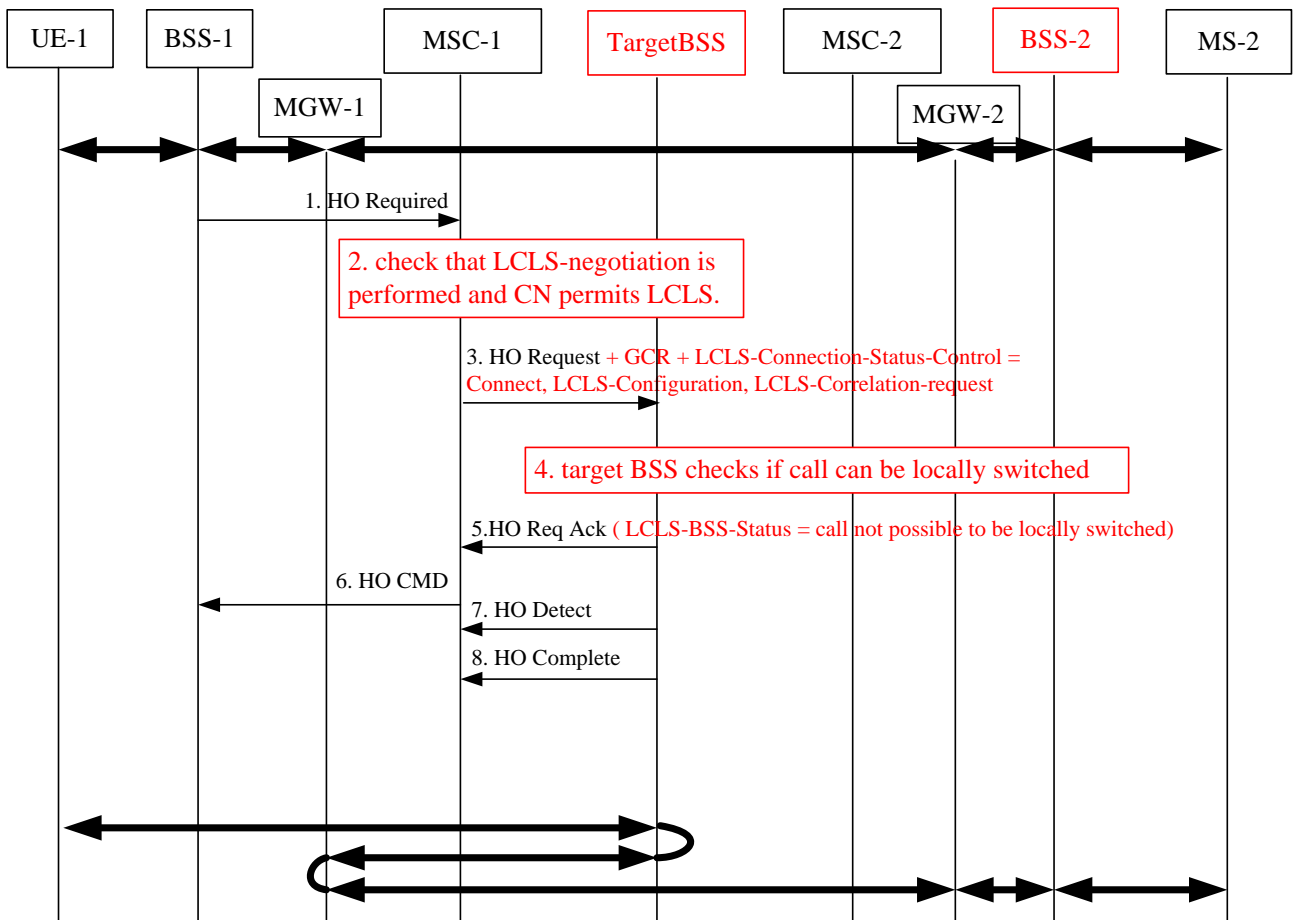 UE-1
BSS-1
MSC-1
TargetBSS
MSC-2
BSS-2
MS-2
MGW-1
MGW-2
1. HO Required
2. check that LCLS-negotiation is
performed and CN permits LCLS.
3. HO Request + GCR + LCLS-Connection-Status-Control =
Connect, LCLS-Configuration, LCLS-Correlation-request
4. target BSS checks if call can be locally switched
5.HO Req Ack ( LCLS-BSS-Status = call not possible to be locally switched)
6. HO CMD
7. HO Detect
8. HO Complete